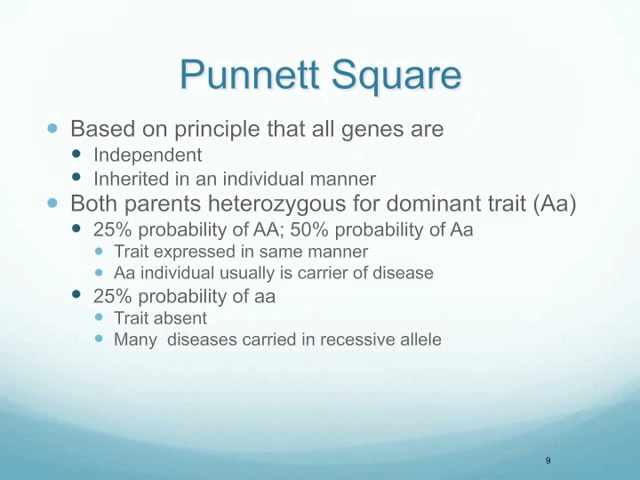 Punnett Square
Based on principle that all genes are
Independent
Inherited in an individual manner
Both parents heterozygous for dominant trait (Aa)
25% probability of AA; 50% probability of Aa
Trait expressed in same manner
Aa individual usually is carrier of disease
25% probability of aa
Trait absent
Many diseases carried in recessive allele
9